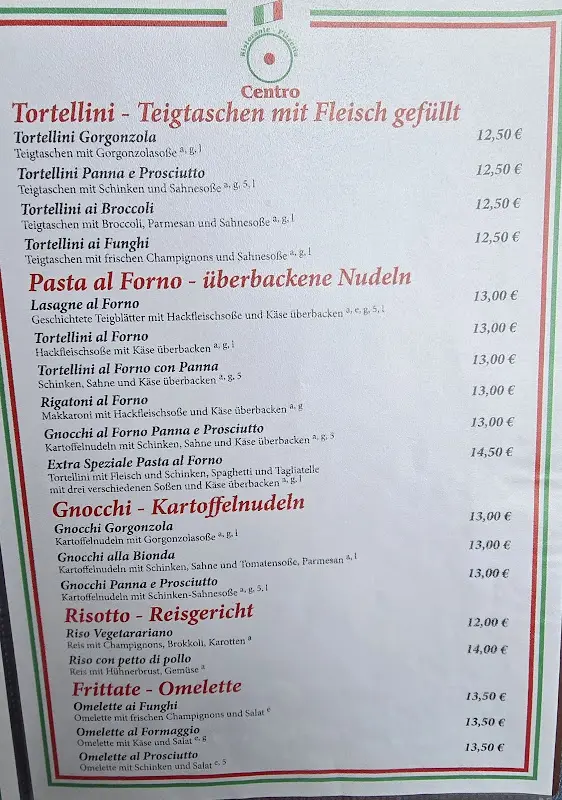 Ristorante Pizzeria
Centro
Tortellini - Teigtaschen mit Fleisch gefüllt
Tortellini Gorgonzola 12,50 €
Teigtaschen mit Gorgonzolasoße a, g, l
Tortellini Panna e Prosciutto 12,50 €
Teigtaschen mit Schinken und Sahnesoße a, g, 5, l
Tortellini ai Broccoli 12,50 €
Teigtaschen mit Broccoli, Parmesan und Sahnesoße a, g, l
Tortellini ai Funghi 12,50 €
Teigtaschen mit frischen Champignons und Sahnesoße a, g, l
Pasta al Forno - überbackene Nudeln
Lasagne al Forno 13,00 €
Geschichtete Teigblätter mit Hackfleischsoße und Käse überbacken a, e, g, 5, l
Tortellini al Forno 13,00 €
Hackfleischsoße mit Käse überbacken a, g, l
Tortellini al Forno con Panna 13,00 €
Schinken, Sahne und Käse überbacken a, g, 5
Rigatoni al Forno 13,00 €
Makkaroni mit Hackfleischsoße und Käse überbacken a, g
Gnocchi al Forno Panna e Prosciutto 13,00 €
Kartoffelnudeln mit Schinken, Sahne und Käse überbacken a, g, 5
Extra Speziale Pasta al Forno 14,50 €
Tortellini mit Fleisch und Schinken, Spaghetti und Tagliatelle
mit drei verschiedenen Soßen und Käse überbacken a, g, l
Gnocchi - Kartoffelnudeln
Gnocchi Gorgonzola 13,00 €
Kartoffelnudeln mit Gorgonzolasoße a, g, l
Gnocchi alla Bionda 13,00 €
Kartoffelnudeln mit Schinken, Sahne und Tomatensoße, Parmesan a, l
Gnocchi Panna e Prosciutto 13,00 €
Kartoffelnudeln mit Schinken-Sahnesoße a, g, 5, l
Risotto - Reisgericht
Riso Vegetarariano 12,00 €
Reis mit Champignons, Brokkoli, Karotten a
Riso con petto di pollo 14,00 €
Reis mit Hühnerbrust, Gemüse a
Frittate - Omelette
Omelette ai Funghi 13,50 €
Omelette mit frischen Champignons und Salat e
Omelette al Formaggio 13,50 €
Omelette mit Käse und Salat e, g
Omelette al Prosciutto 13,50 €
Omelette mit Schinken und Salat e, 5